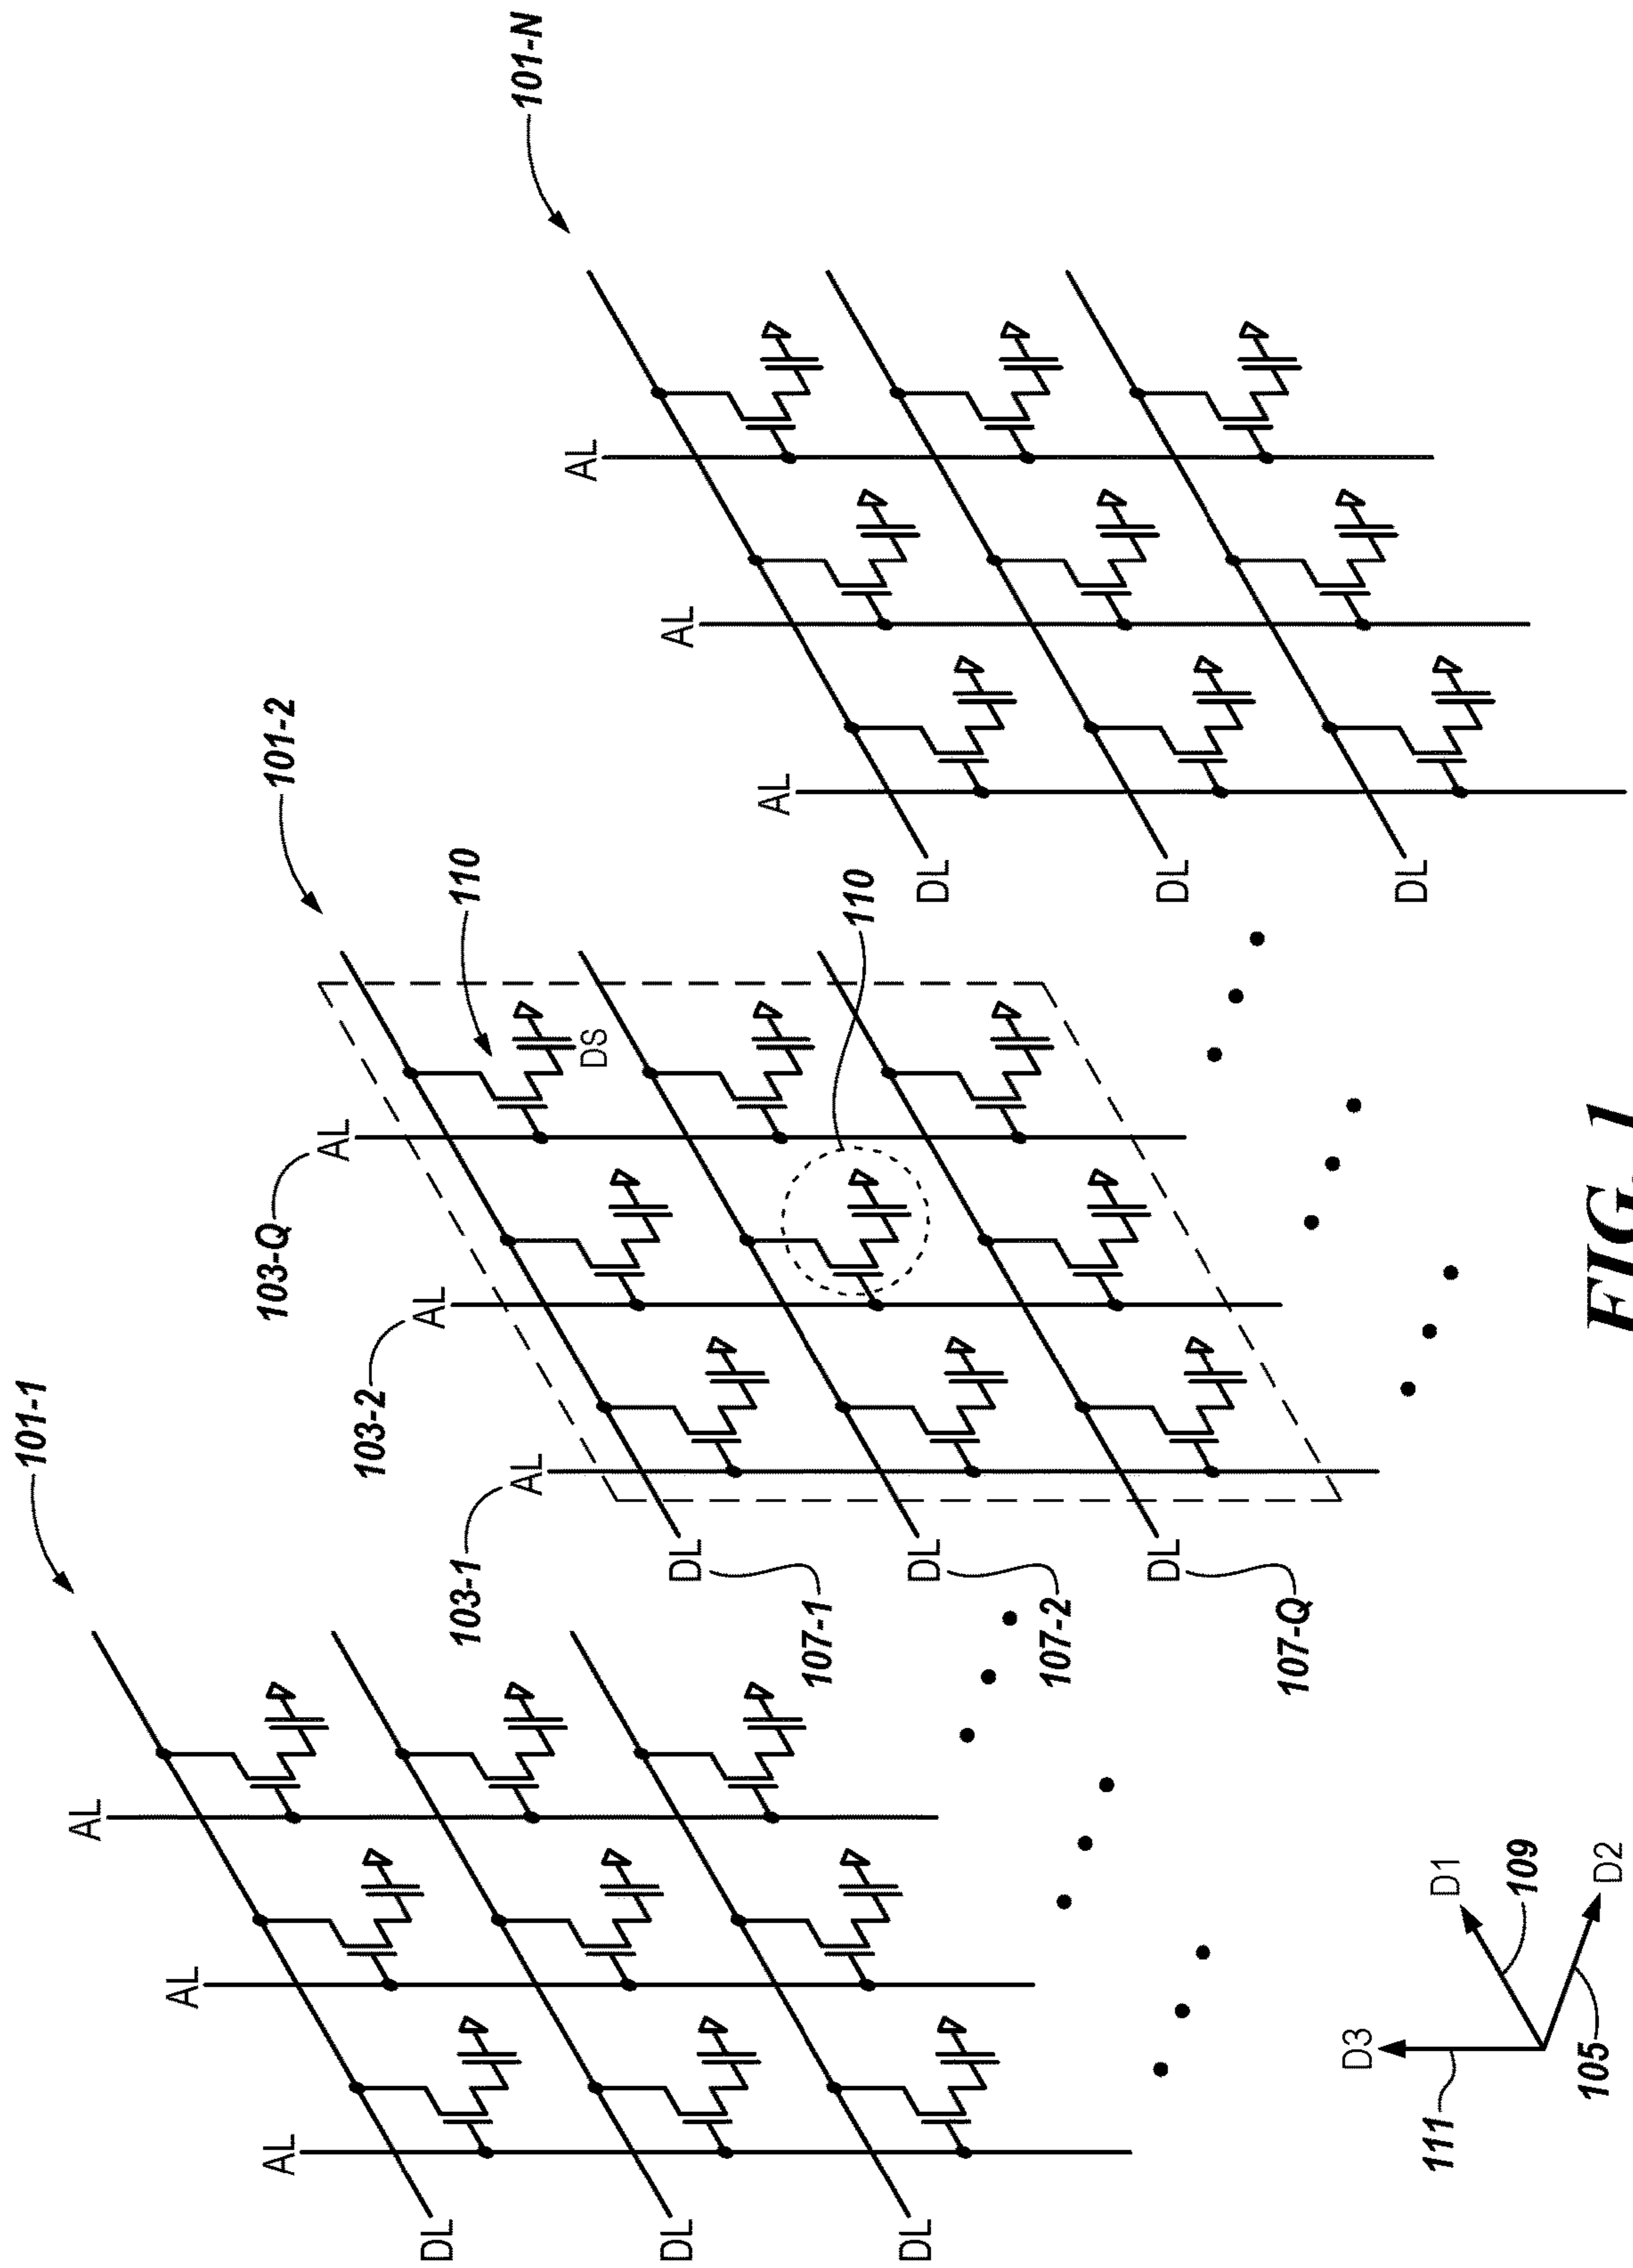 101-1
AL
AL
AL
DL
DL
DL
101-2
103-Q
AL
103-2
AL
103-1
AL
110
DS
110
DL
107-1
DL
107-2
DL
107-Q
101-N
AL
AL
AL
DL
DL
DL
D3
111
D1
109
105
D2
FIG. 1